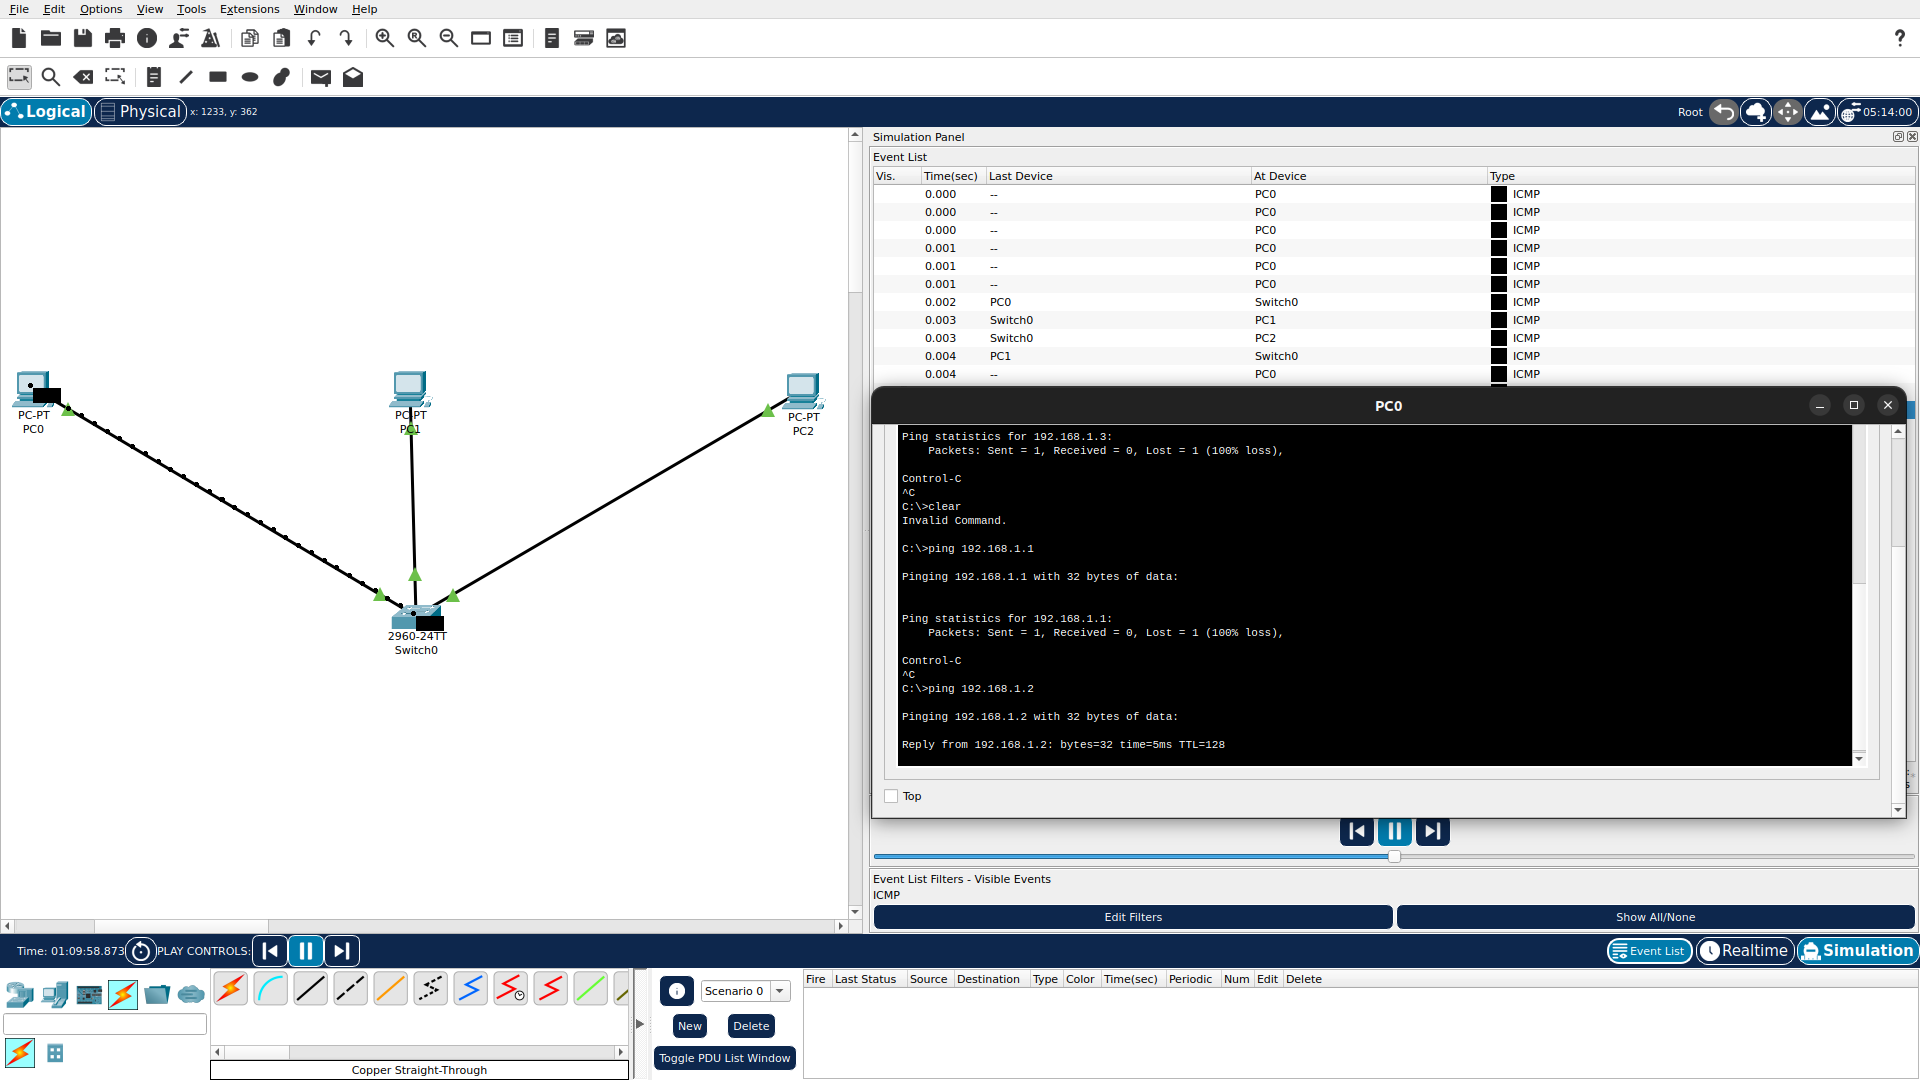 File Edit Options View Tools Extensions Window Help
Logical Physical x: 1233, y: 362 Root 05:14:00
Simulation Panel
Event List
Vis. Time(sec) Last Device At Device Type
0.000 -- PC0 ICMP
0.000 -- PC0 ICMP
0.000 -- PC0 ICMP
0.001 -- PC0 ICMP
0.001 -- PC0 ICMP
0.001 -- PC0 ICMP
0.002 PC0 Switch0 ICMP
0.003 Switch0 PC1 ICMP
0.003 Switch0 PC2 ICMP
0.004 PC1 Switch0 ICMP
0.004 -- PC0 ICMP
PC-PT
PC0
PC-PT
PC1
PC-PT
PC2
2960-24TT
Switch0
PC0
Ping statistics for 192.168.1.3:
Packets: Sent = 1, Received = 0, Lost = 1 (100% loss),
Control-C
^C
C:\>clear
Invalid Command.
C:\>ping 192.168.1.1
Pinging 192.168.1.1 with 32 bytes of data:
Ping statistics for 192.168.1.1:
Packets: Sent = 1, Received = 0, Lost = 1 (100% loss),
Control-C
^C
C:\>ping 192.168.1.2
Pinging 192.168.1.2 with 32 bytes of data:
Reply from 192.168.1.2: bytes=32 time=5ms TTL=128
Top
Event List Filters - Visible Events
ICMP
Edit Filters Show All/None
Time: 01:09:58.873 PLAY CONTROLS: Event List Realtime Simulation
Scenario 0
New Delete
Toggle PDU List Window
Fire Last Status Source Destination Type Color Time(sec) Periodic Num Edit Delete
Copper Straight-Through